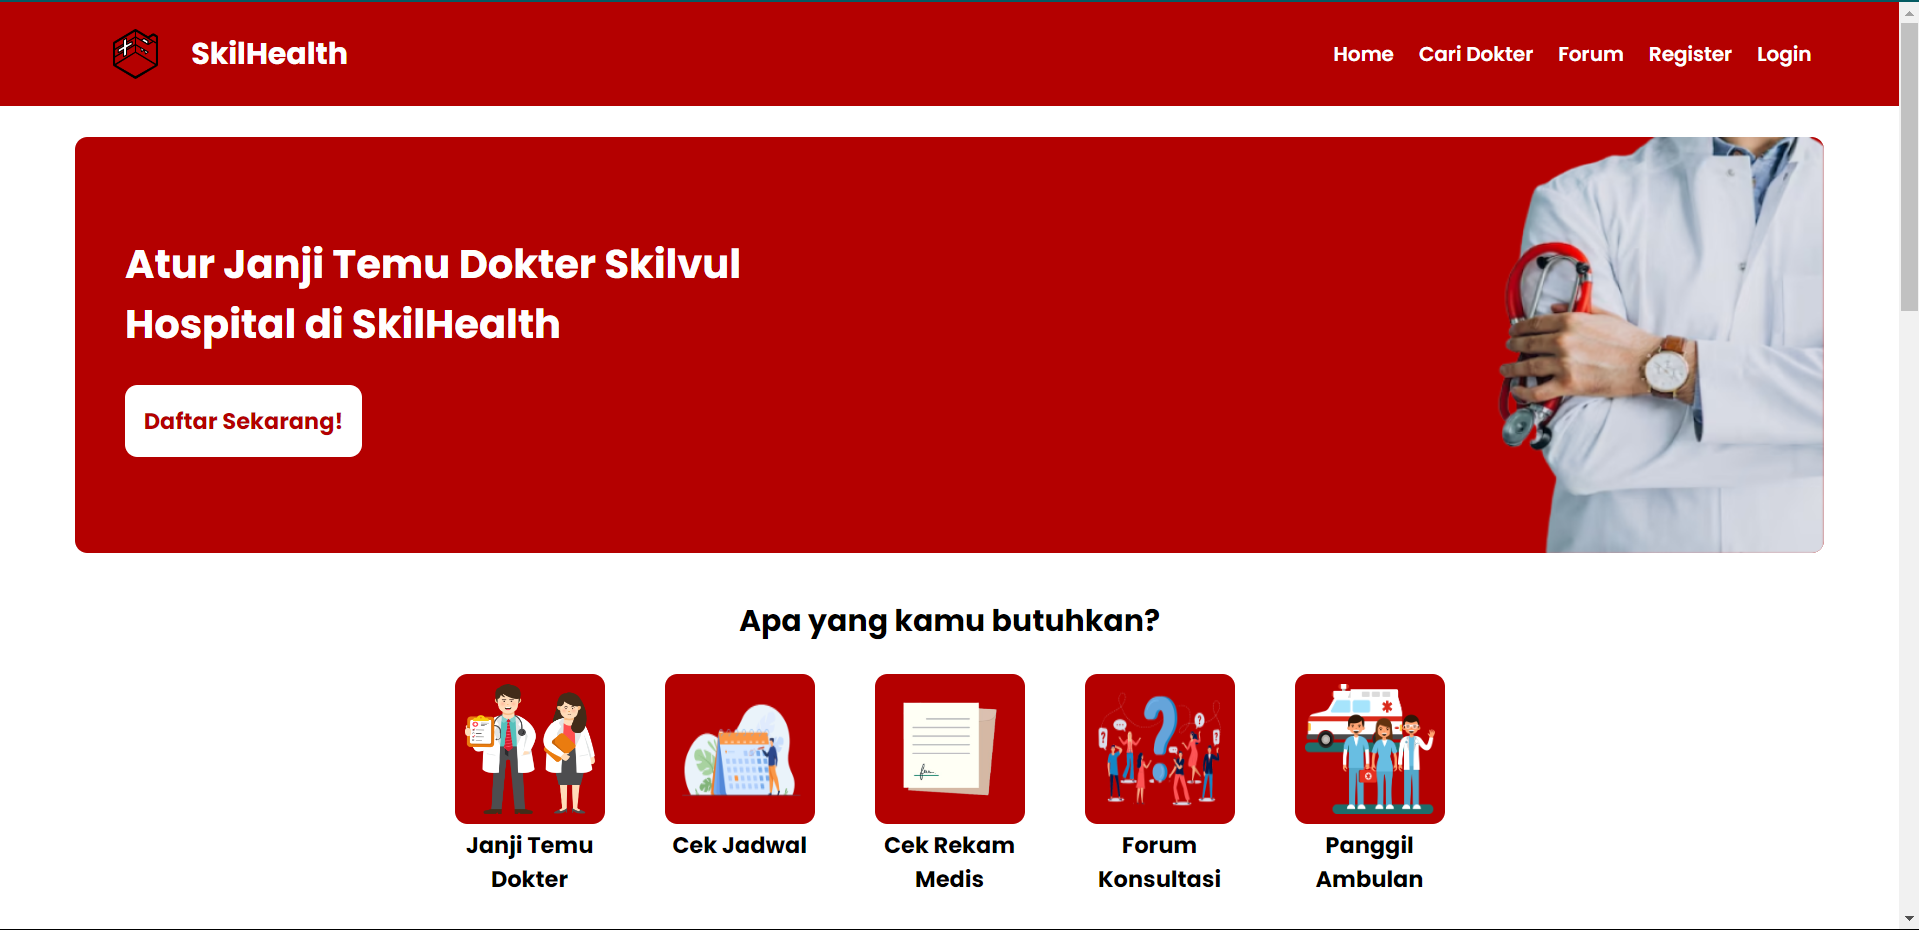 SkilHealth
Home
Cari Dokter
Forum
Register
Login
Atur Janji Temu Dokter Skilvul
Hospital di SkilHealth
Daftar Sekarang!
Apa yang kamu butuhkan?
Janji Temu
Dokter
Cek Jadwal
Cek Rekam
Medis
Forum
Konsultasi
Panggil
Ambulan